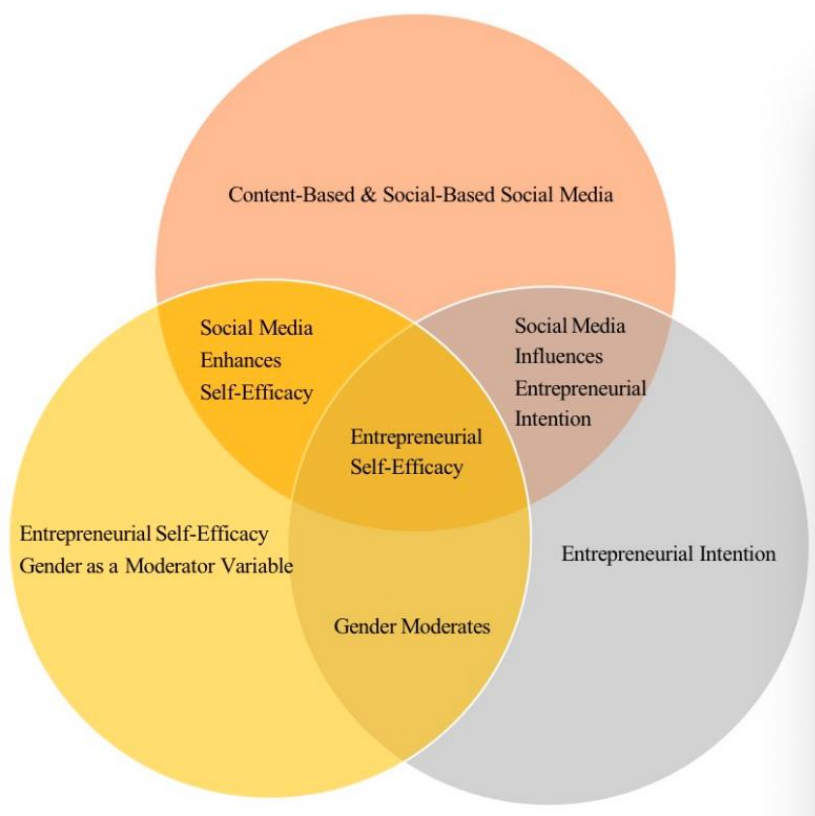 Content-Based & Social-Based Social Media
Social Media
Enhances
Self-Efficacy
Social Media
Influences
Entrepreneurial
Intention
Entrepreneurial
Self-Efficacy
Entrepreneurial Self-Efficacy
Gender as a Moderator Variable
Entrepreneurial Intention
Gender Moderates